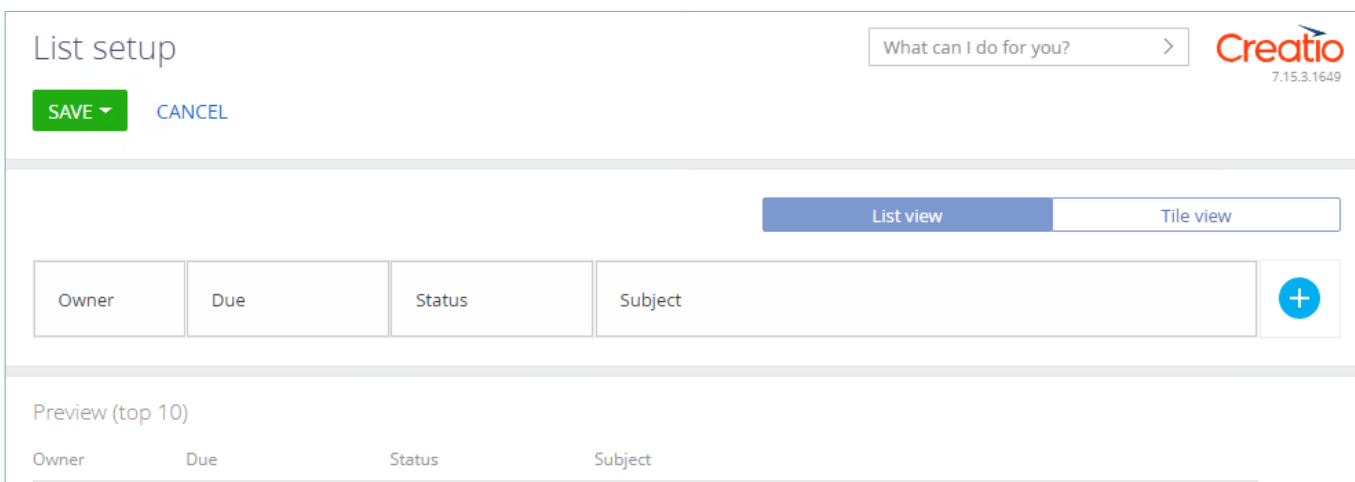 List setup
What can I do for you?
Creatio
7.15.3.1649
SAVE
CANCEL
List view
Tile view
Owner
Due
Status
Subject
Preview (top 10)
Owner
Due
Status
Subject